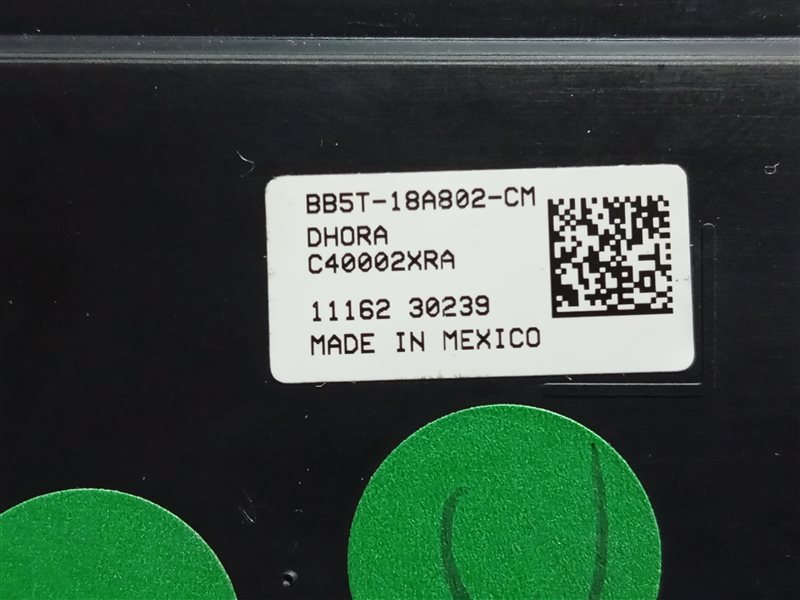 BB5T-18A802-CM
DHORA
C40002XRA
11162 30239
MADE IN MEXICO